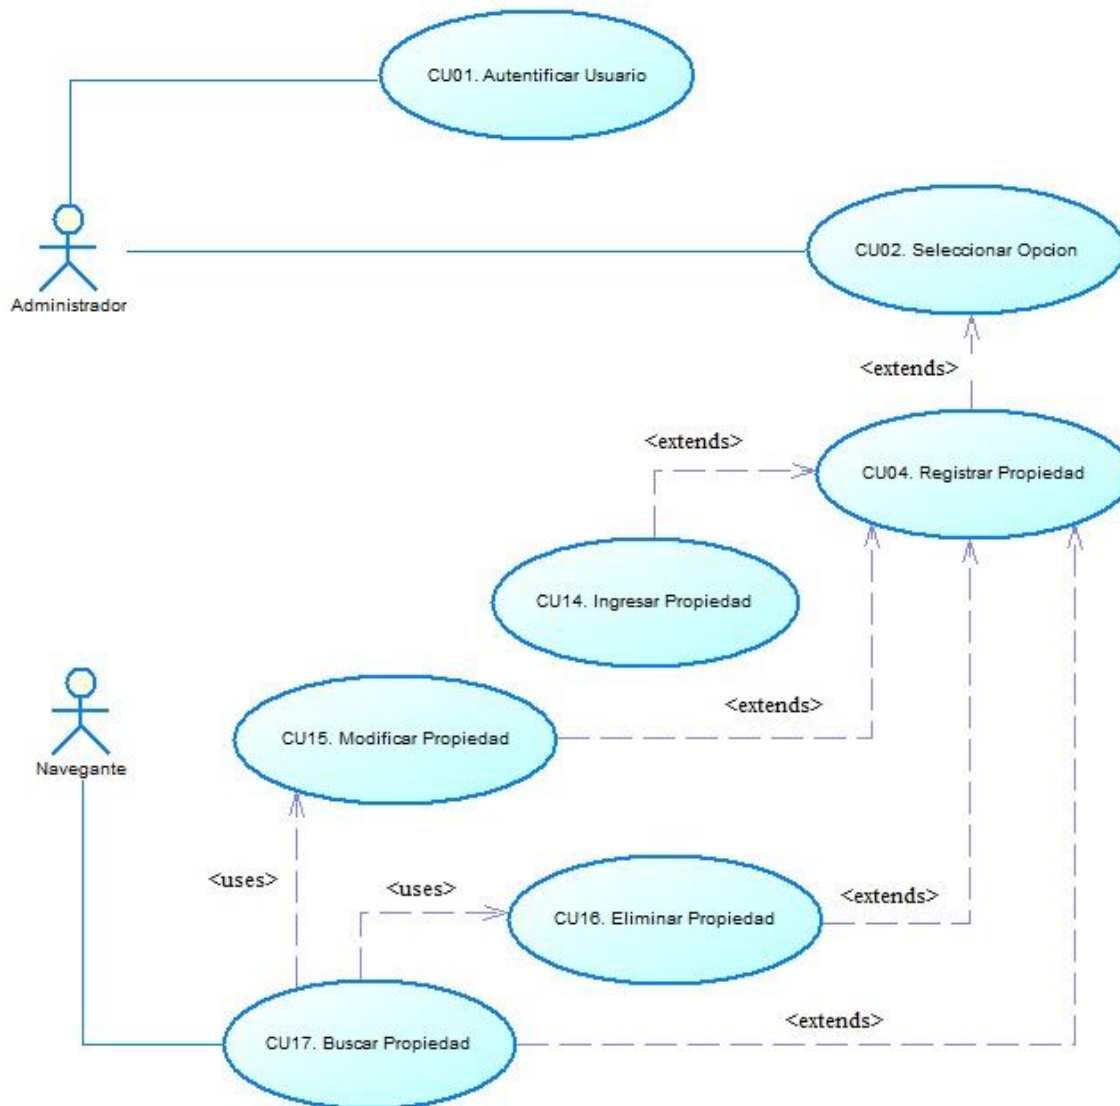 CU01. Autentificar Usuario
CU02. Seleccionar Opcion
Administrador
<extends>
<extends>
CU04. Registrar Propiedad
CU14. Ingresar Propiedad
<extends>
CU15. Modificar Propiedad
Navegante
<uses>
<uses>
<extends>
CU16. Eliminar Propiedad
<extends>
CU17. Buscar Propiedad